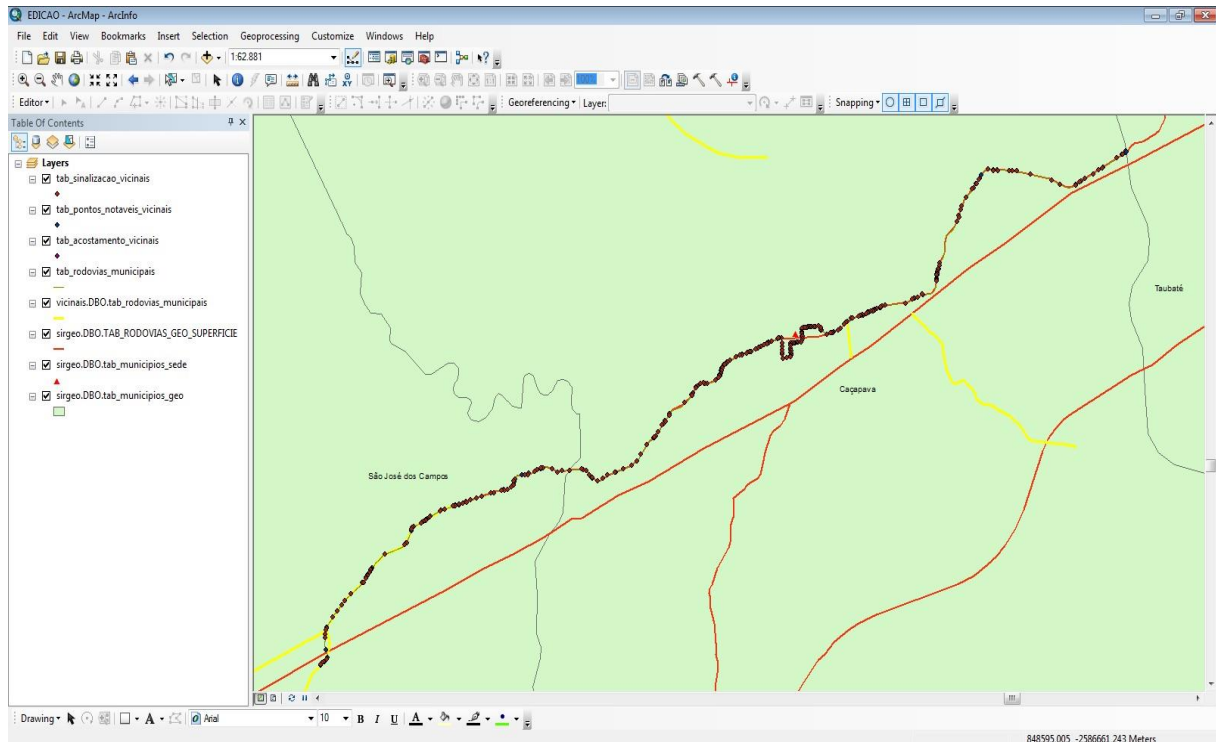 EDICAO - ArcMap - ArcInfo
File Edit View Bookmarks Insert Selection Geoprocessing Customize Windows Help
1:62.881
Editor Georeferencing Layer: Snapping
Table Of Contents
Layers
tab_sinalizacao_vicinais
tab_pontos_notaveis_vicinais
tab_acostamento_vicinais
tab_rodovias_municipais
vicinais.DBO.tab_rodovias_municipais
sirgeo.DBO.TAB_RODOVIAS_GEO_SUPERFICIE
sirgeo.DBO.tab_municipios_sede
sirgeo.DBO.tab_municipios_geo
Taubaté
Caçapava
São José dos Campos
Drawing A Arial 10 B I U A
848595,005 -2586661,243 Meters